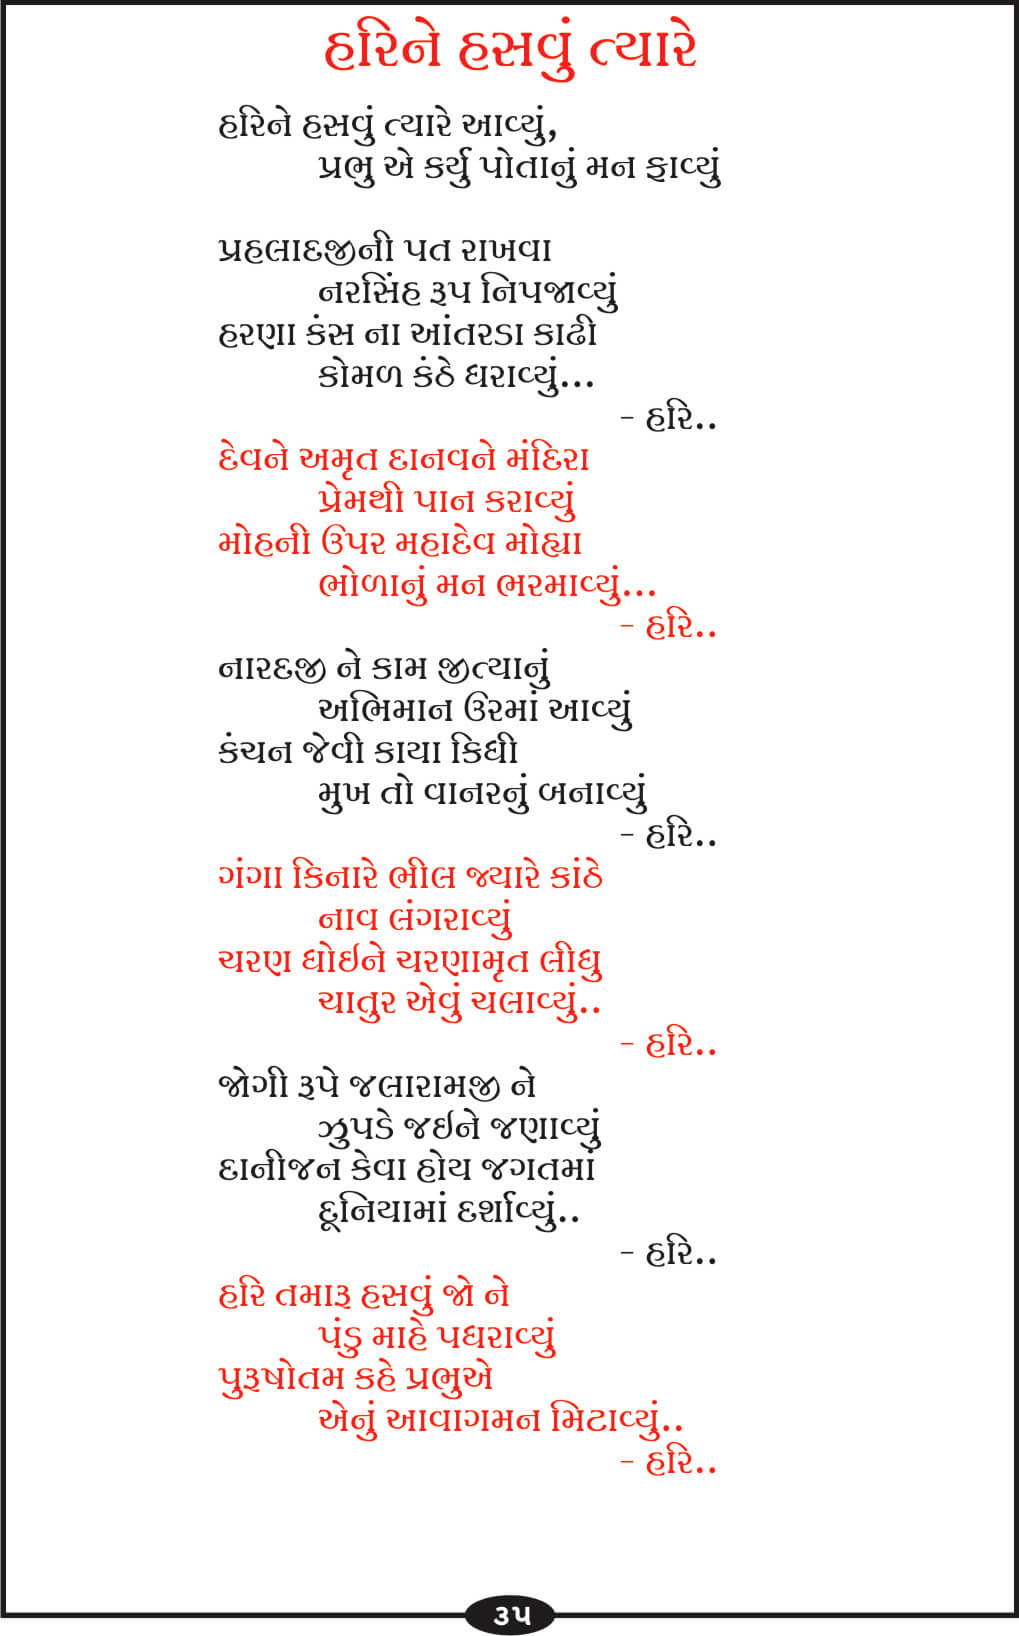 હરિને હસવું ત્યારે
હરિને હસવું ત્યારે આવ્યું,
પ્રભુ એ કર્યુ પોતાનું મન ફાવ્યું
પ્રહલાદજીની પત રાખવા
નરસિંહ રૂપ નિપજાવ્યું
હરણા કંસ ના આંતરડા કાઢી
કોમળ કંઠે ધરાવ્યું...
- હરિ..
દેવને અમૃત દાનવને મંદિરા
પ્રેમથી પાન કરાવ્યું
મોહની ઉપર મહાદેવ મોહ્યા
ભોળાનું મન ભરમાવ્યું...
- હરિ..
નારદજી ને કામ જીત્યાનું
અભિમાન ઉરમાં આવ્યું
કંચન જેવી કાયા કિધી
મુખ તો વાનરનું બનાવ્યું
- હરિ..
ગંગા કિનારે ભીલ જ્યારે કાંઠે
નાવ લંગરાવ્યું
ચરણ ધોઇને ચરણામૃત લીધુ
ચાતુર એવું ચલાવ્યું..
- હરિ..
જોગી રૂપે જલારામજી ને
ઝુપડે જઇને જણાવ્યું
દાનીજન કેવા હોય જગતમાં
દૂનિયામાં દર્શાવ્યું..
- હરિ..
હરિ તમારૂ હસવું જો ને
પંડુ માહે પધરાવ્યું
પુરૂષોતમ કહે પ્રભુએ
એનું આવાગમન મિટાવ્યું..
- હરિ..
૩૫